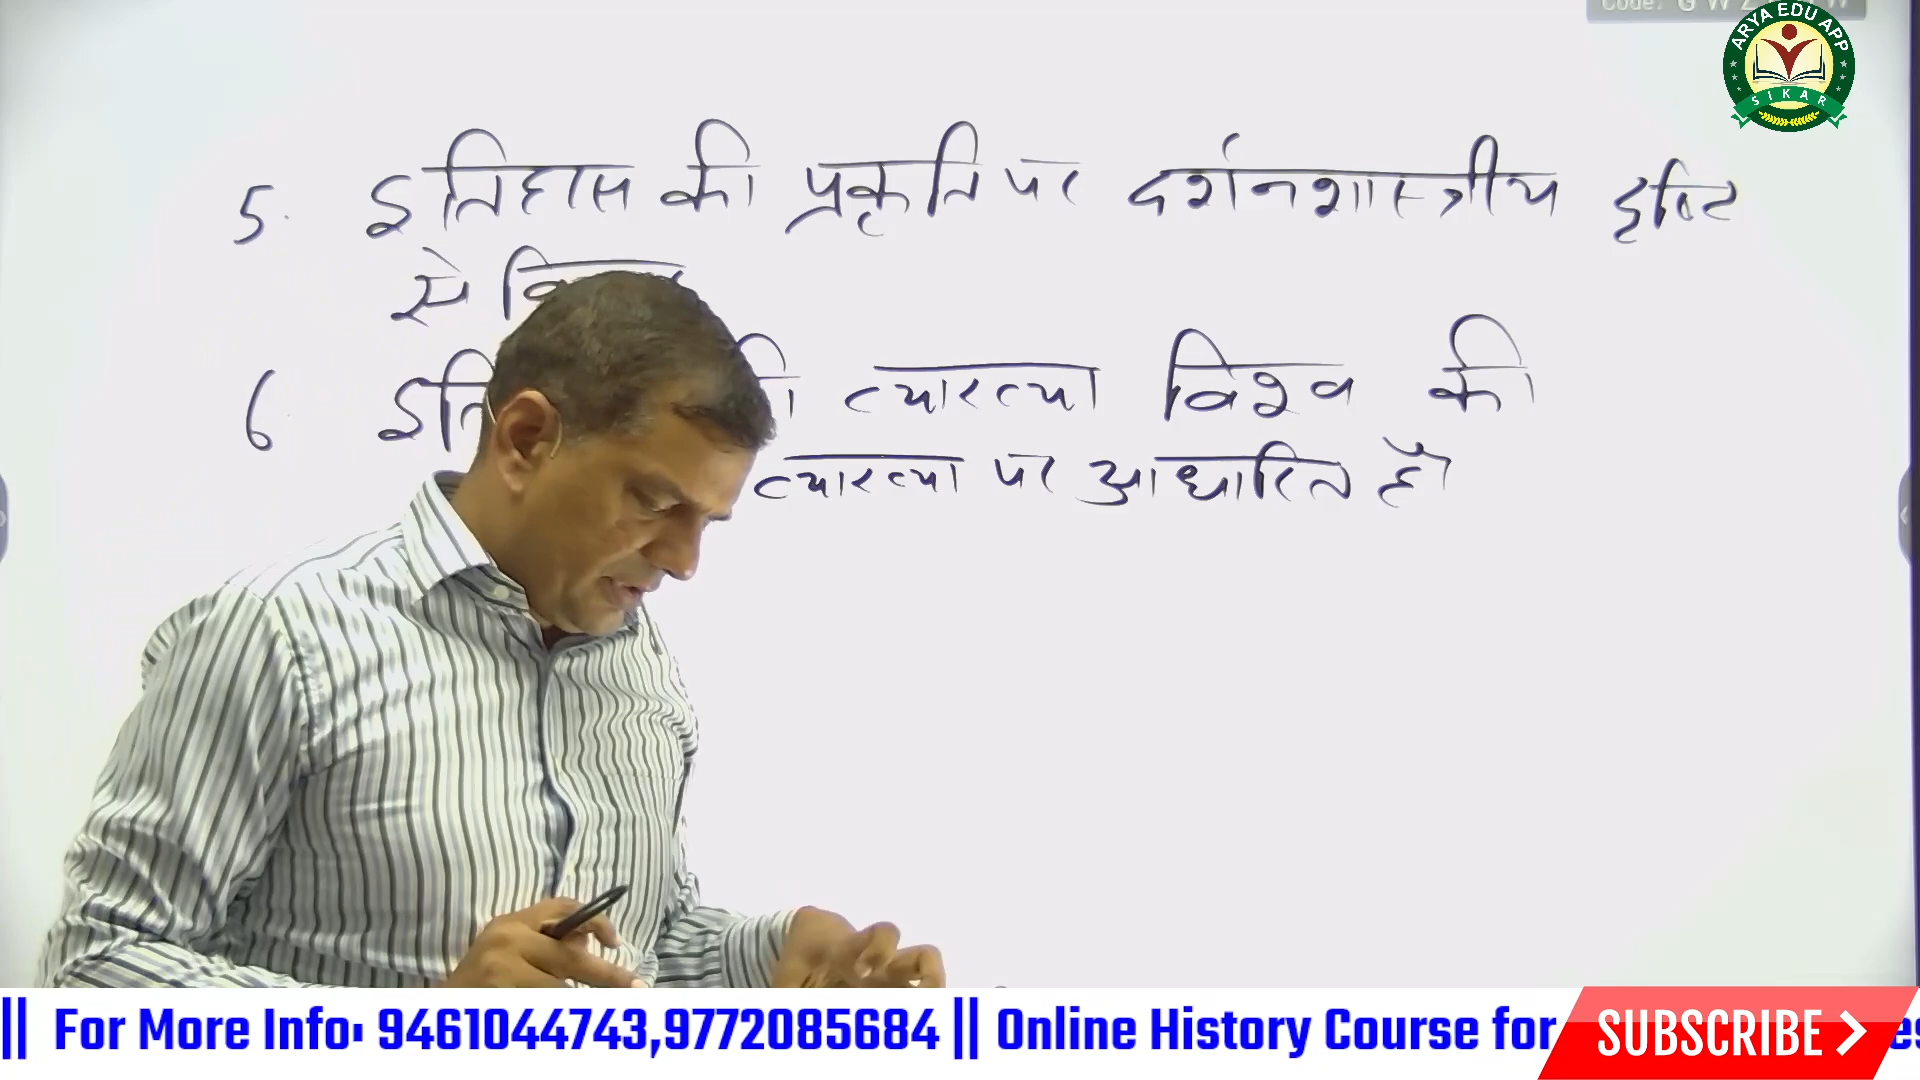 ARYA EDU APP
SIKAR
5. इतिहास की प्रकृति पर दर्शनशास्त्रीय दृष्टि
से
6. व्याख्या विश्व की
व्याख्या पर आधारित है।
|| For More Info: 9461044743,9772085684 || Online History Course for
SUBSCRIBE